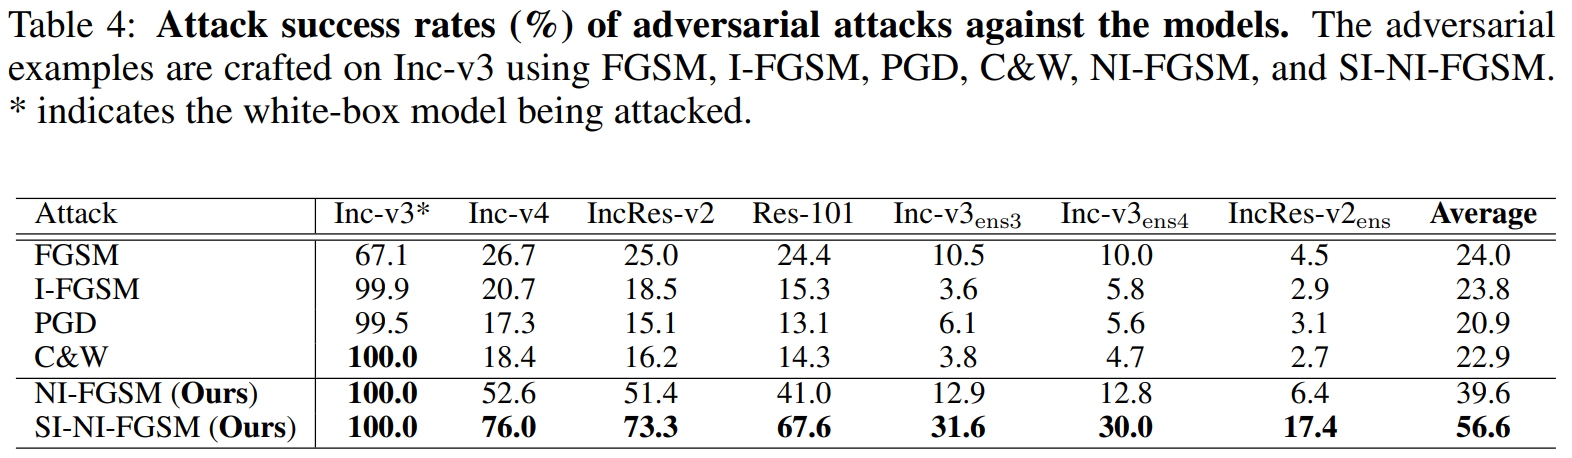 Table 4: Attack success rates (%) of adversarial attacks against the models. The adversarial
examples are crafted on Inc-v3 using FGSM, I-FGSM, PGD, C&W, NI-FGSM, and SI-NI-FGSM.
* indicates the white-box model being attacked.
Attack Inc-v3* Inc-v4 IncRes-v2 Res-101 Inc-v3ens3 Inc-v3ens4 IncRes-v2ens Average
FGSM 67.1 26.7 25.0 24.4 10.5 10.0 4.5 24.0
I-FGSM 99.9 20.7 18.5 15.3 3.6 5.8 2.9 23.8
PGD 99.5 17.3 15.1 13.1 6.1 5.6 3.1 20.9
C&W 100.0 18.4 16.2 14.3 3.8 4.7 2.7 22.9
NI-FGSM (Ours) 100.0 52.6 51.4 41.0 12.9 12.8 6.4 39.6
SI-NI-FGSM (Ours) 100.0 76.0 73.3 67.6 31.6 30.0 17.4 56.6